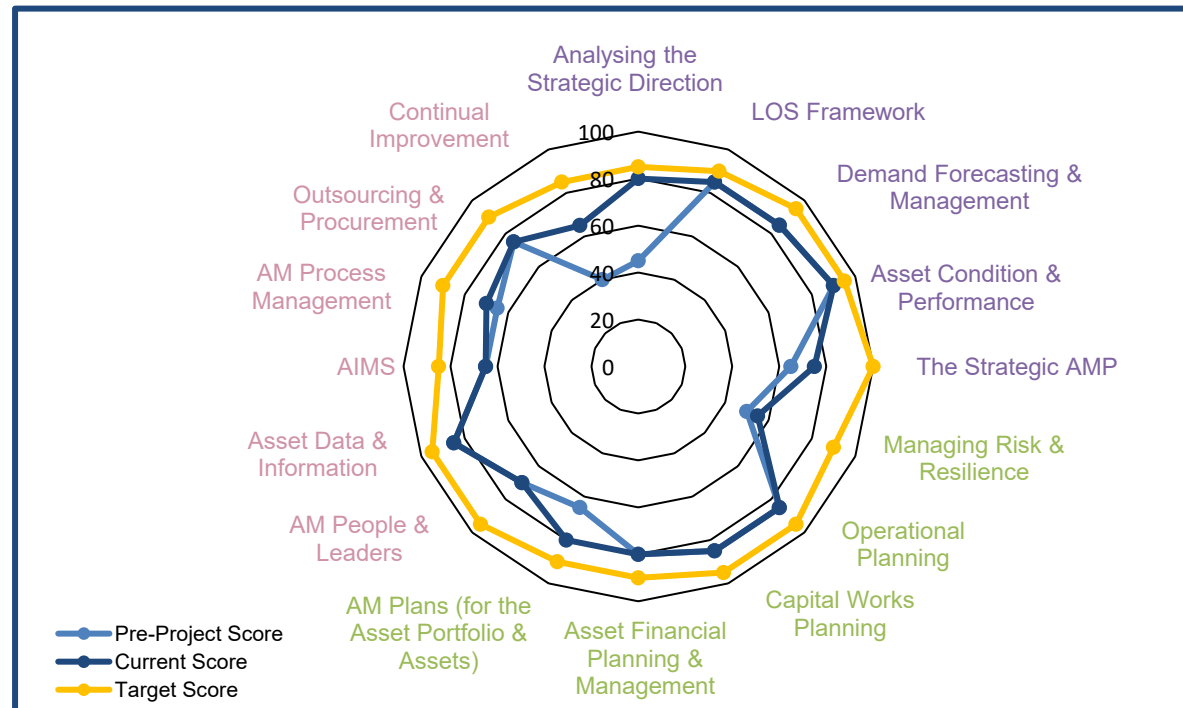 Analysing the
Strategic Direction
LOS Framework
Demand Forecasting &
Management
Asset Condition &
Performance
The Strategic AMP
Managing Risk &
Resilience
Operational
Planning
Capital Works
Planning
Asset Financial
Planning &
Management
AM Plans (for the
Asset Portfolio &
Assets)
AM People &
Leaders
Asset Data &
Information
AIMS
AM Process
Management
Outsourcing &
Procurement
Continual
Improvement
100
80
60
40
20
0
Pre-Project Score
Current Score
Target Score